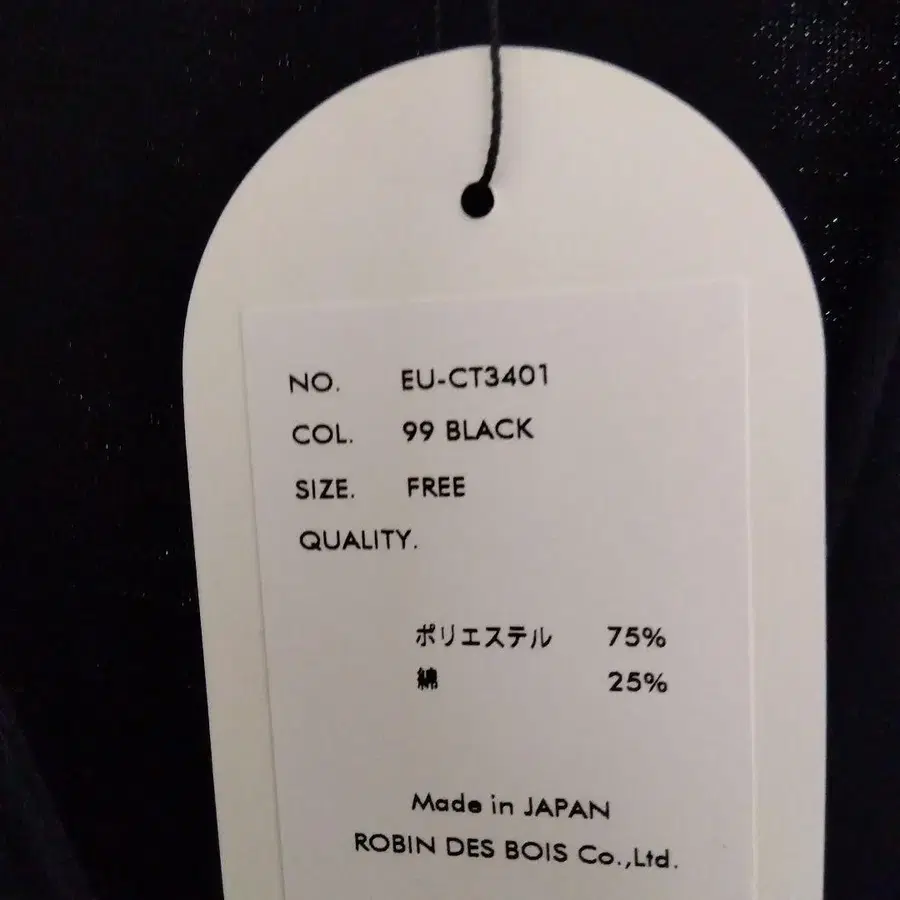 NO. EU-CT3401
COL. 99 BLACK
SIZE. FREE
QUALITY.
ポリエステル 75%
綿 25%
Made in JAPAN
ROBIN DES BOIS Co.,Ltd.